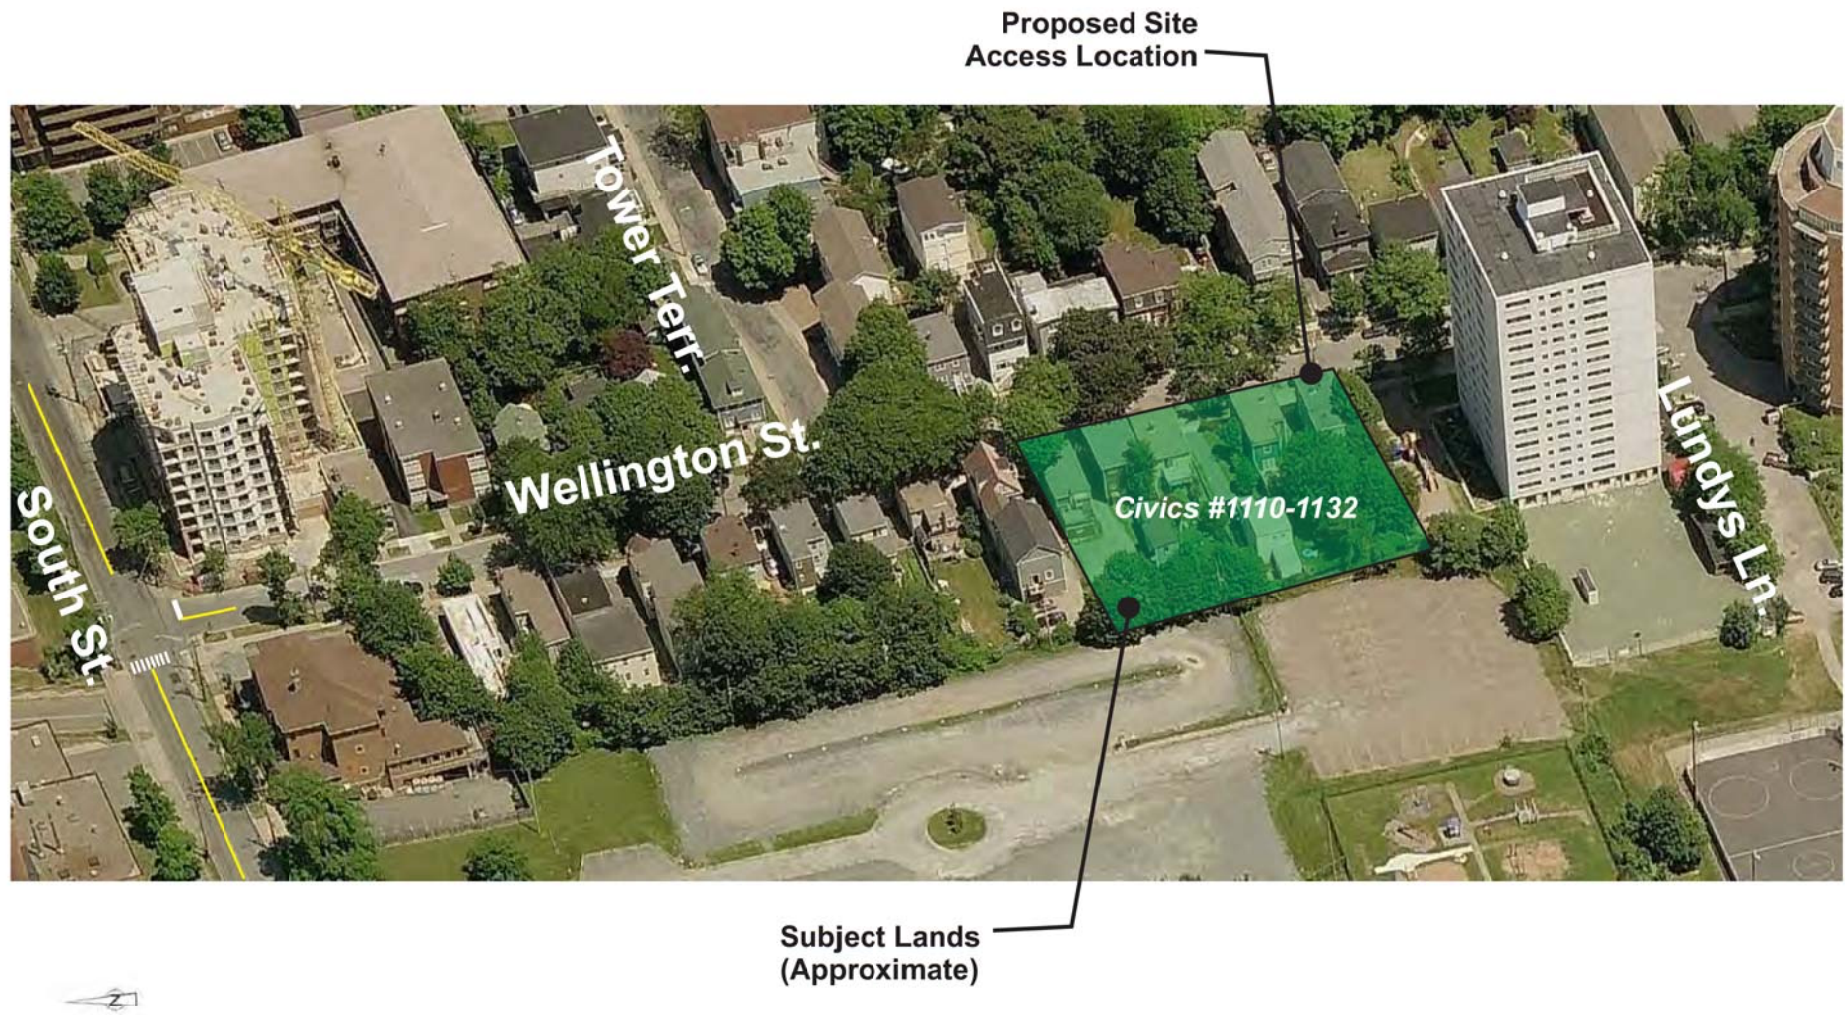 Proposed Site
Access Location
Tower Terr.
Wellington St.
South St.
Lundys Ln.
Civics #1110-1132
Subject Lands
(Approximate)
N